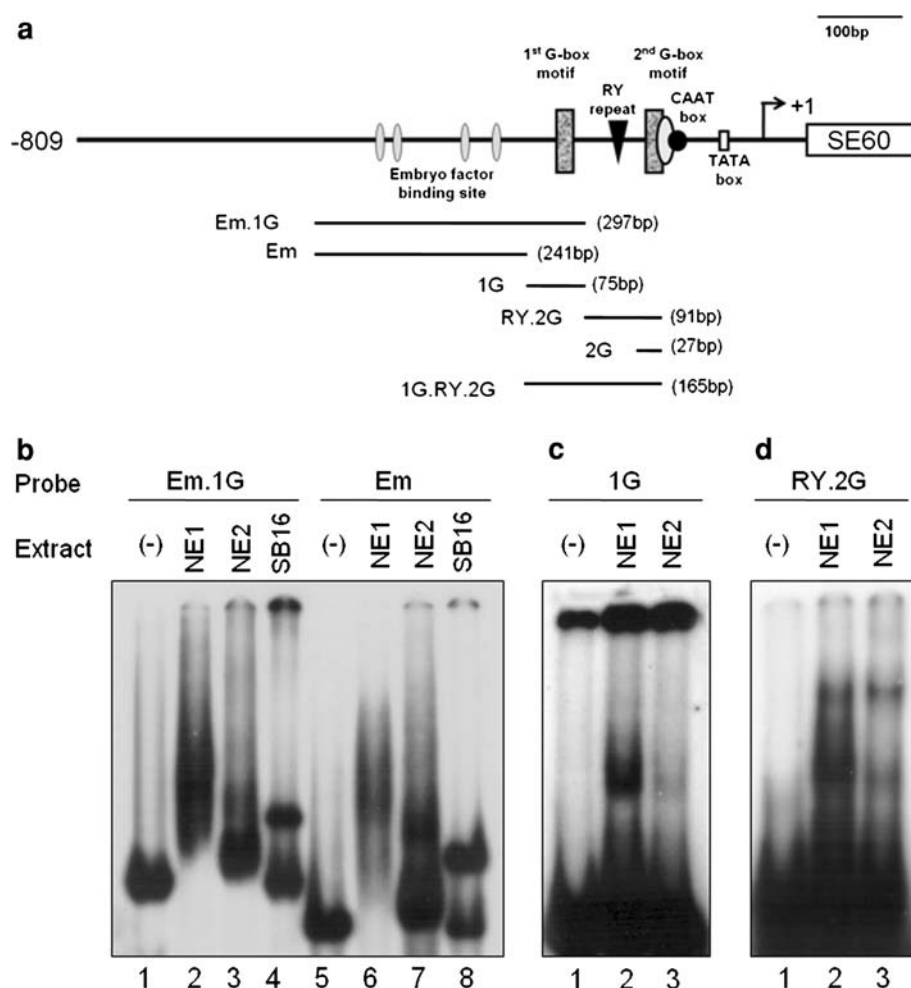 a
100bp
1st G-box motif
2nd G-box motif
RY repeat
CAAT box
+1
-809
SE60
Embryo factor binding site
TATA box
Em.1G (297bp)
Em (241bp)
1G (75bp)
RY.2G (91bp)
2G (27bp)
1G.RY.2G (165bp)
b
c
d
Probe Em.1G Em 1G RY.2G
Extract (-) NE1 NE2 SB16 (-) NE1 NE2 SB16 (-) NE1 NE2 (-) NE1 NE2
1 2 3 4 5 6 7 8 1 2 3 1 2 3